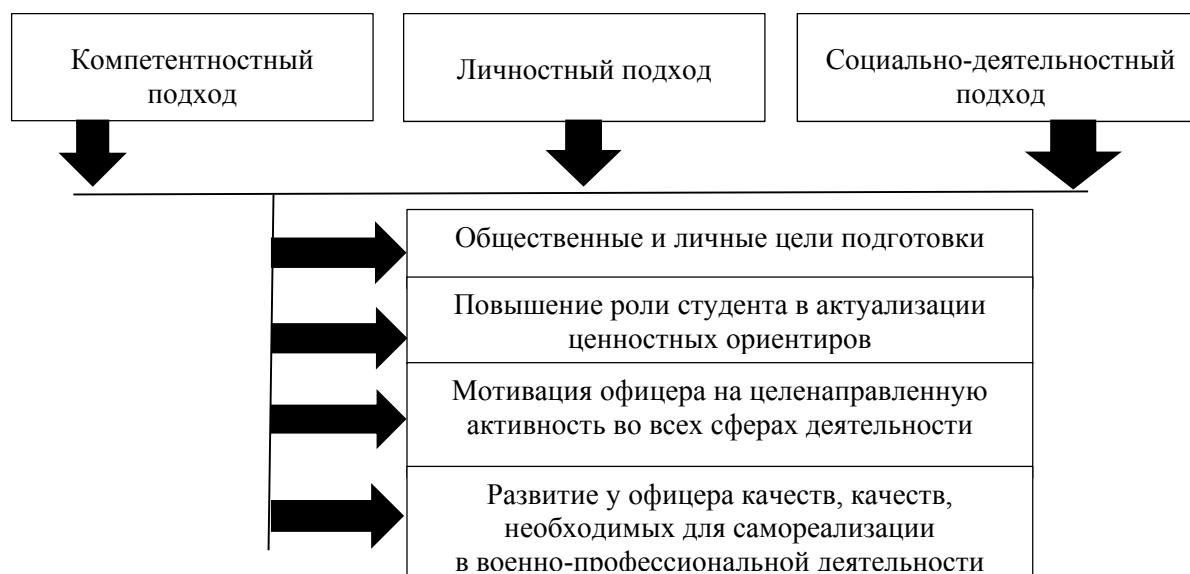 Компетентностный
подход
Личностный подход
Социально-деятельностный
подход
Общественные и личные цели подготовки
Повышение роли студента в актуализации
ценностных ориентиров
Мотивация офицера на целенаправленную
активность во всех сферах деятельности
Развитие у офицера качеств, качеств,
необходимых для самореализации
в военно-профессиональной деятельности